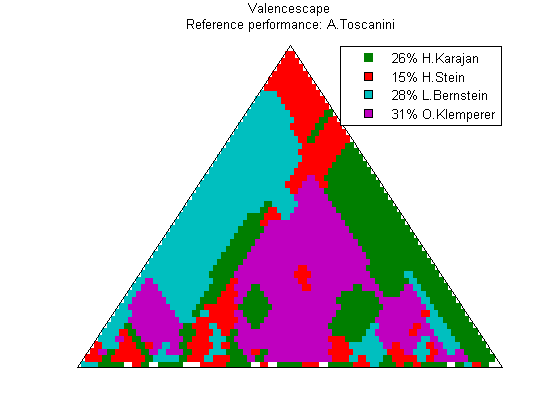 Valencescape
Reference performance: A.Toscanini
26% H.Karajan
15% H.Stein
28% L.Bernstein
31% O.Klemperer